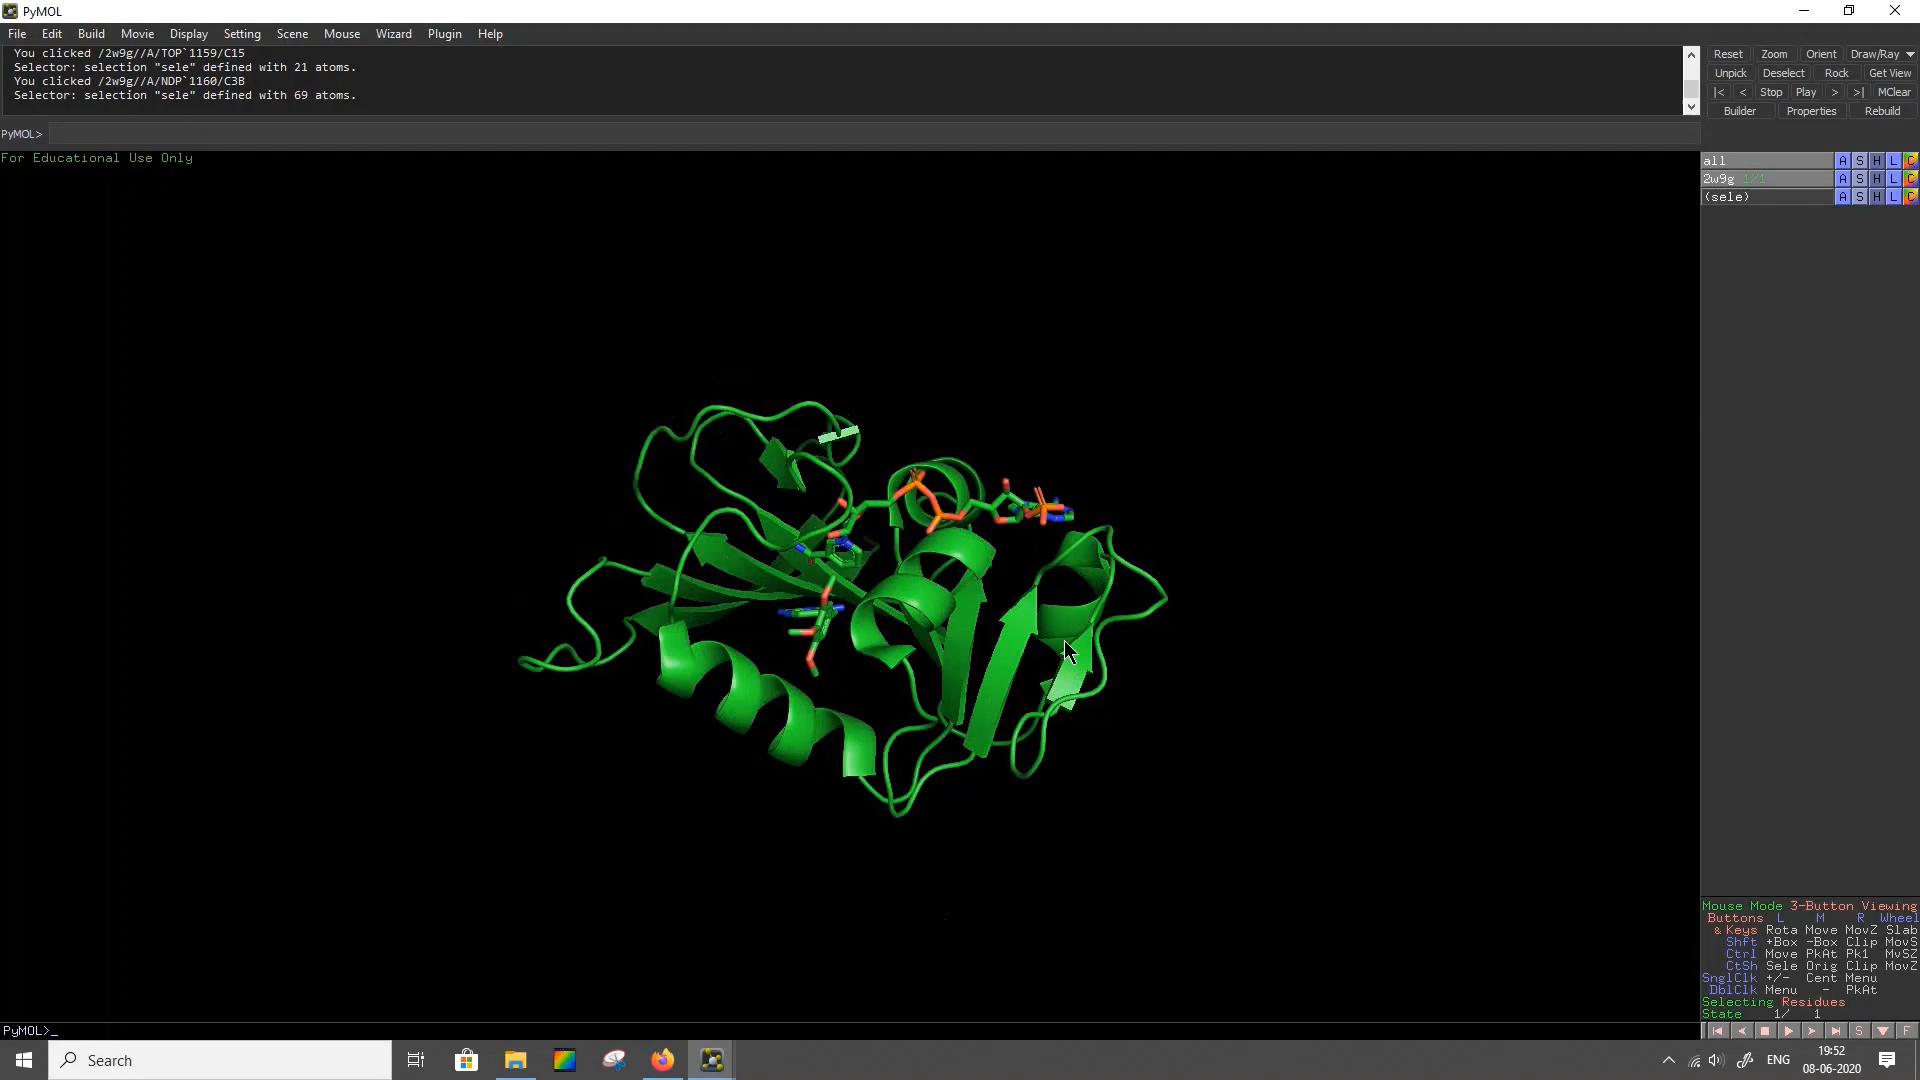 PyMOL
File Edit Build Movie Display Setting Scene Mouse Wizard Plugin Help
You clicked /2w9g//A/TOP`1159/C15
Selector: selection "sele" defined with 21 atoms.
You clicked /2w9g//A/NDP`1160/C3B
Selector: selection "sele" defined with 69 atoms.
PyMOL>
Reset Zoom Orient Draw/Ray
Unpick Deselect Rock Get View
|< < Stop Play > >| MClear
Builder Properties Rebuild
For Educational Use Only
all A S H L C
2w9g 1/1 A S H L C
(sele) A S H L C
Mouse Mode 3-Button Viewing
Buttons L M R Wheel
& Keys Rota Move MovZ Slab
Shft +Box -Box Clip MovS
Ctrl Move PkAt Pk1 MvSZ
CtSh Sele Orig Clip MovZ
SnglClk +/- Cent Menu
DblClk Menu - PkAt
Selecting Residues
State 1/ 1
S F
PyMOL>_
Search
ENG
19:52
08-06-2020